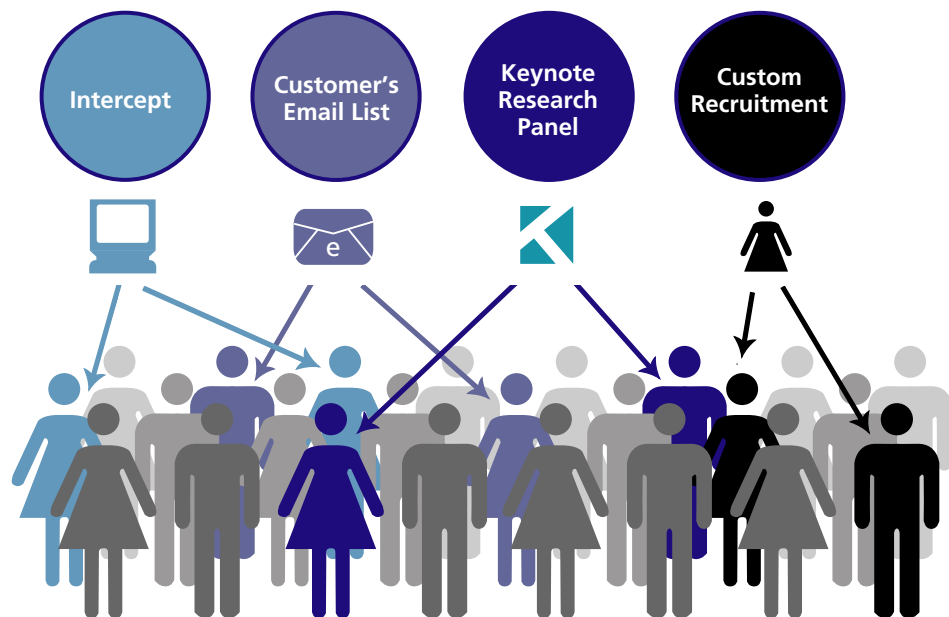 Intercept
Customer's
Email List
Keynote
Research
Panel
Custom
Recruitment
e